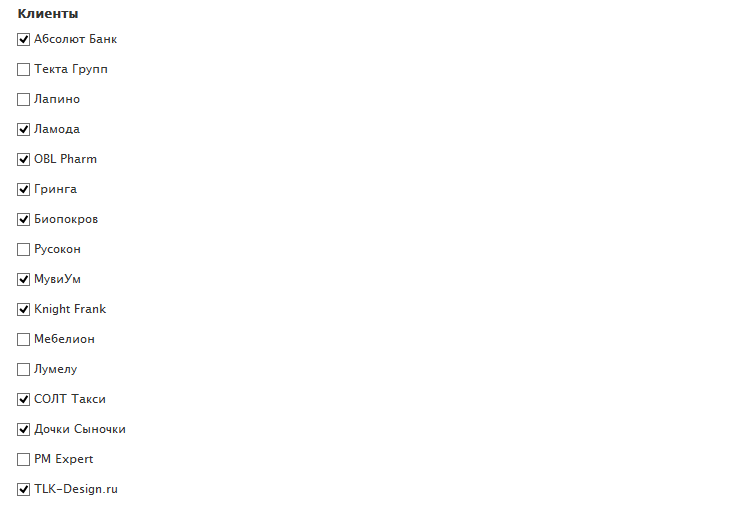 Клиенты
Абсолют Банк
Текта Групп
Лапино
Ламода
OBL Pharm
Гринга
Биопокров
Русокон
МувиУм
Knight Frank
Мебелион
Лумелу
СОЛТ Такси
Дочки Сыночки
PM Expert
TLK-Design.ru